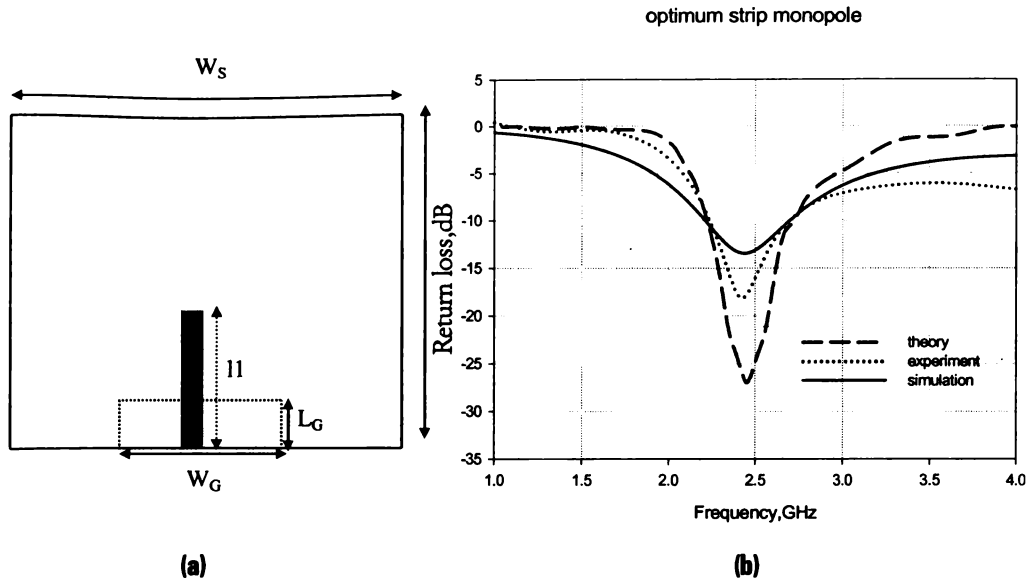 optimum strip monopole
W_S
l1
L_G
W_G
(a)
Return loss,dB
5
0
-5
-10
-15
-20
-25
-30
-35
theory
experiment
simulation
1.0 1.5 2.0 2.5 3.0 3.5 4.0
Frequency,GHz
(b)